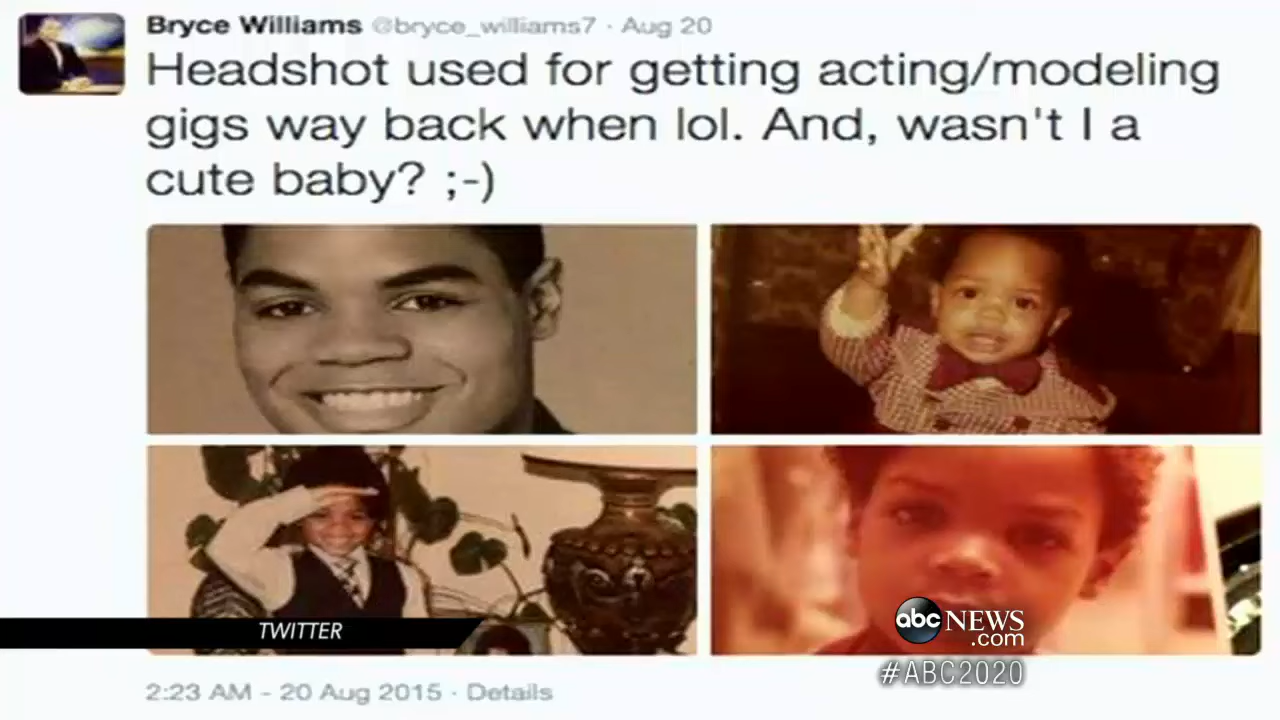 Bryce Williams @bryce_williams7 · Aug 20
Headshot used for getting acting/modeling
gigs way back when lol. And, wasn't I a
cute baby? ;-)
TWITTER
abc NEWS
.com
#ABC2020
2:23 AM - 20 Aug 2015 · Details